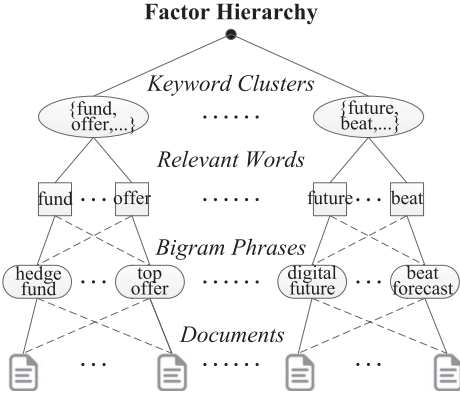 Factor Hierarchy
Keyword Clusters
{fund,
offer,...}
......
{future,
beat,...}
Relevant Words
fund ... offer ...... future ... beat
Bigram Phrases
hedge
fund
...
top
offer
......
digital
future
...
beat
forecast
Documents
... ...... ...